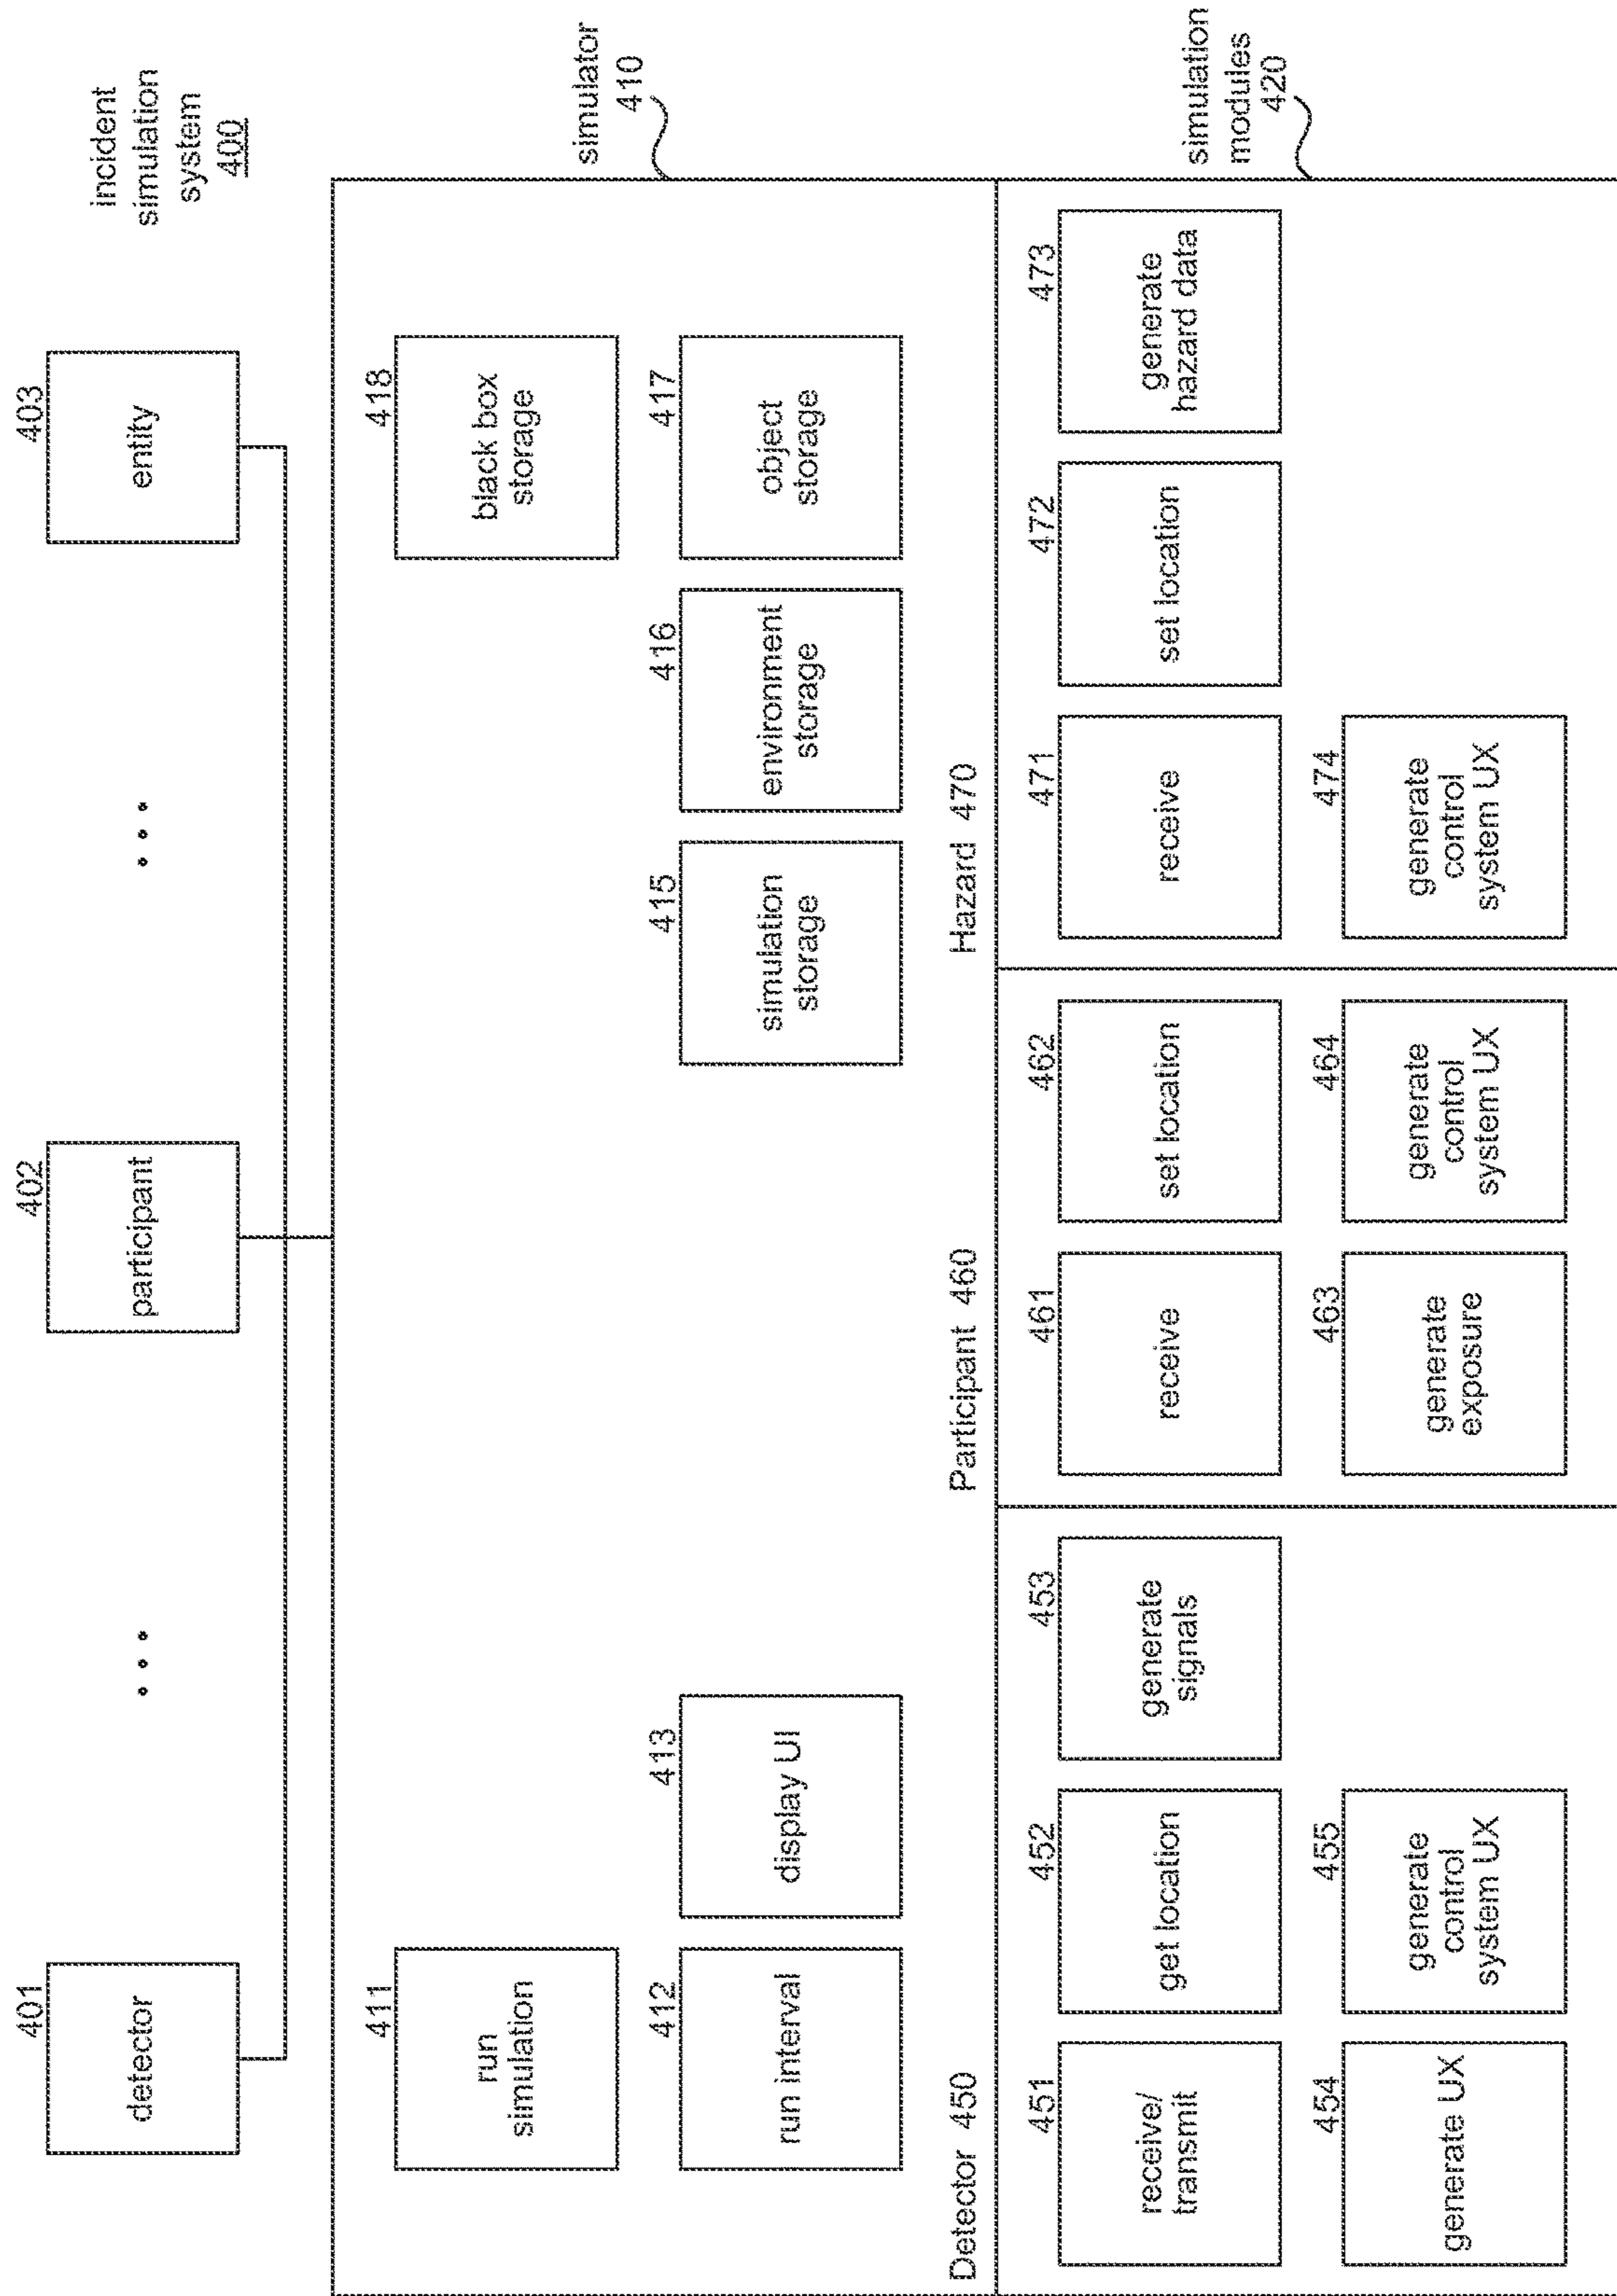 incident
simulation
system
400
401
detector
402
participant
403
entity
simulator
410
411
run
simulation
418
black box
storage
412
run interval
413
display UI
415
simulation
storage
416
environment
storage
417
object
storage
Detector 450
Participant 460
Hazard 470
simulation
modules
420
451
receive/
transmit
452
get location
453
generate
signals
454
generate UX
455
generate
control
system UX
461
receive
462
set location
463
generate
exposure
464
generate
control
system UX
471
receive
472
set location
473
generate
hazard data
474
generate
control
system UX